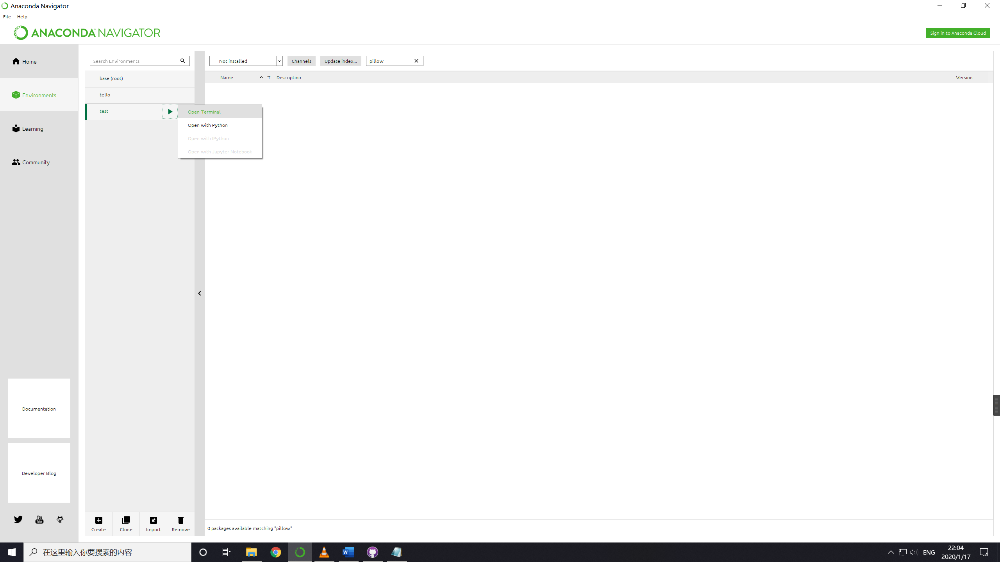 Anaconda Navigator
File Help
ANACONDA NAVIGATOR
Sign in to Anaconda Cloud
Home
Environments
Learning
Community
Documentation
Developer Blog
You
Tube
Search Environments
base (root)
tello
test
Open Terminal
Open with Python
Open with IPython
Open with Jupyter Notebook
Create
Clone
Import
Remove
Not installed
Channels
Update index...
pillow
Name T Description Version
0 packages available matching "pillow"
在这里输入你要搜索的内容
W
ENG
22:04
2020/1/17